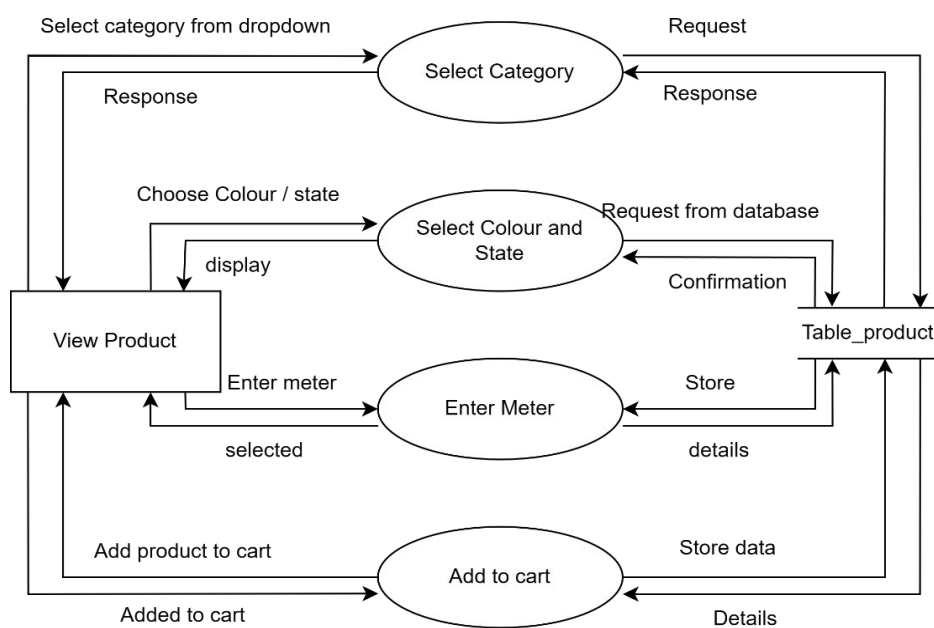 Select category from dropdown
Request
Select Category
Response
Response
Choose Colour / state
Request from database
Select Colour and
State
display
Confirmation
View Product
Table_product
Enter meter
Store
Enter Meter
selected
details
Add product to cart
Store data
Add to cart
Added to cart
Details